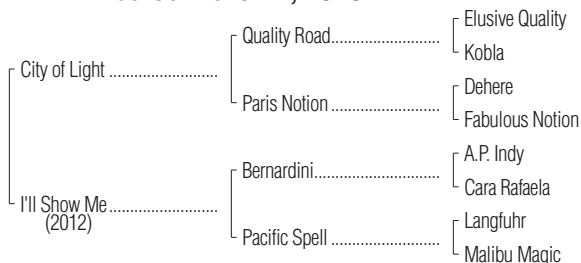 Elusive Quality
Quality Road
Kobla
City of Light
Dehere
Paris Notion
Fabulous Notion
A.P. Indy
Bernardini
Cara Rafaela
I'll Show Me
(2012)
Langfuhr
Pacific Spell
Malibu Magic